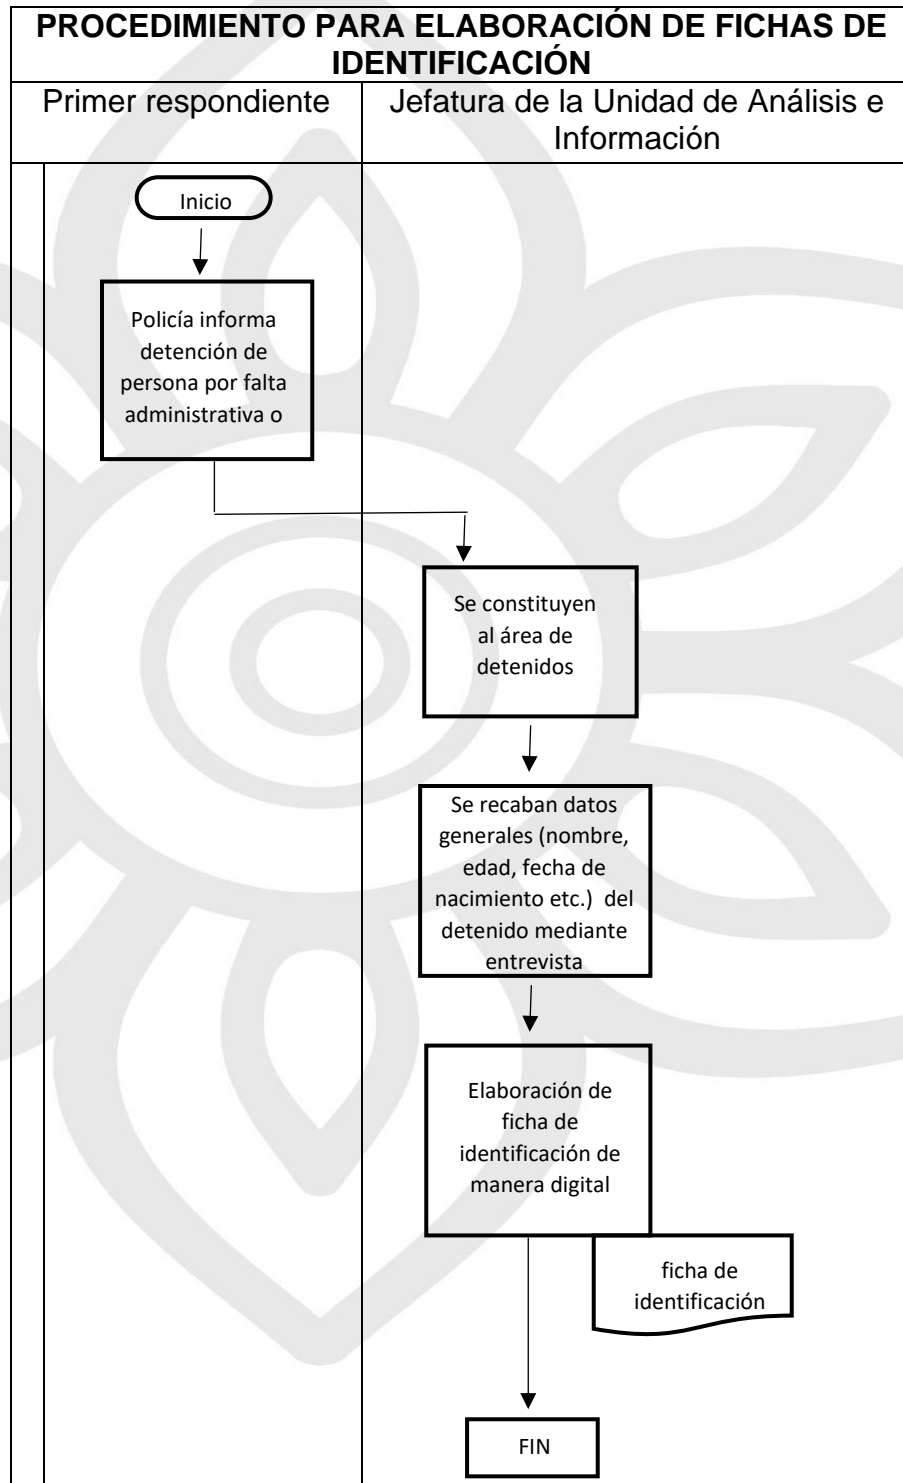 PROCEDIMIENTO PARA ELABORACIÓN DE FICHAS DE
IDENTIFICACIÓN
Primer respondiente
Jefatura de la Unidad de Análisis e
Información
Inicio
Policía informa
detención de
persona por falta
administrativa o
Se constituyen
al área de
detenidos
Se recaban datos
generales (nombre,
edad, fecha de
nacimiento etc.) del
detenido mediante
entrevista
Elaboración de
ficha de
identificación de
manera digital
ficha de
identificación
FIN